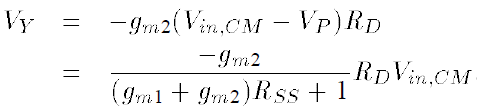 V_Y = -g_{m2}(V_{in,CM} - V_P)R_D
= \frac{-g_{m2}}{(g_{m1} + g_{m2})R_{SS} + 1} R_D V_{in,CM}.